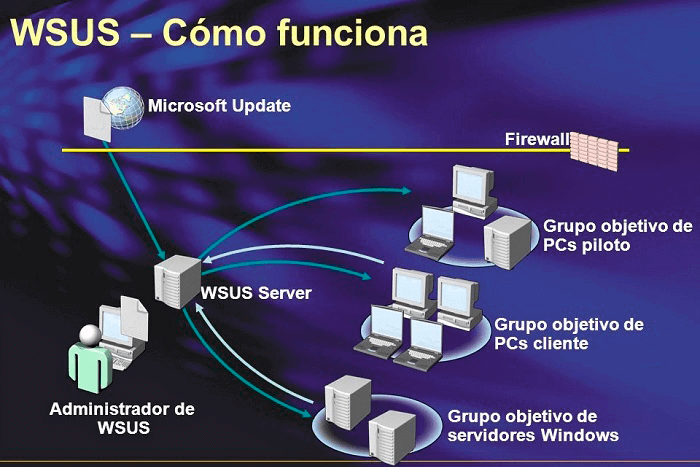 WSUS – Cómo funciona
Microsoft Update
Firewall
Grupo objetivo de
PCs piloto
WSUS Server
Grupo objetivo de
PCs cliente
Administrador de
WSUS
Grupo objetivo de
servidores Windows